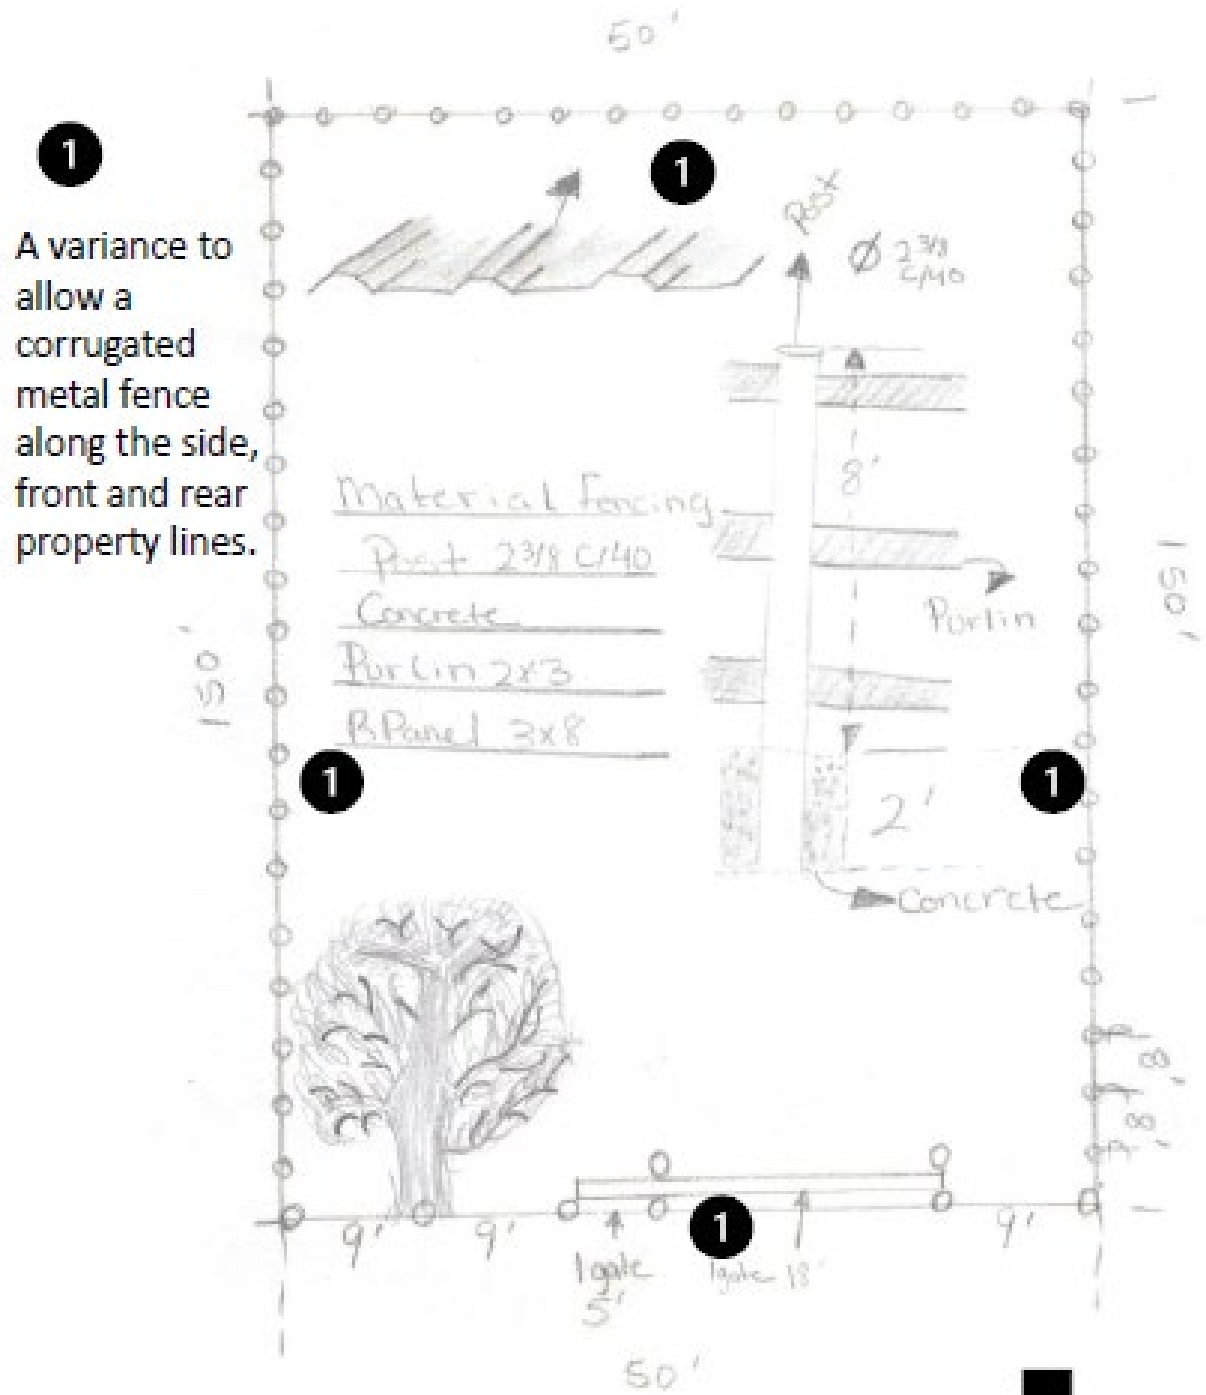 50'
1
1
A variance to
allow a
corrugated
metal fence
along the side,
front and rear
property lines.
Post
Ø 2 3/8
C/40
8'
Material Fencing
Post 2 3/8 C/40
Concrete
Purlin 2x3
RPanel 3x8
Purlin
150'
150'
1
1
2'
Concrete
8'
8'
9'
9'
1
9'
1 gate
5'
1 gate 18'
50'